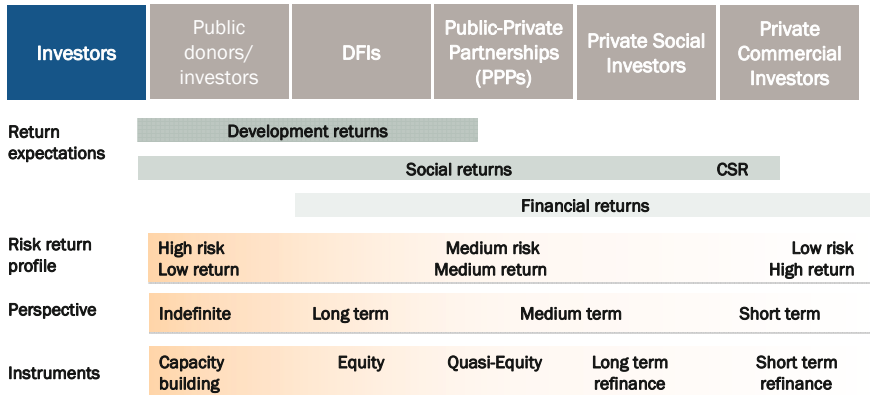 Investors
Public
donors/
investors
DFIs
Public-Private
Partnerships
(PPPs)
Private Social
Investors
Private
Commercial
Investors
Return
expectations
Development returns
Social returns
CSR
Financial returns
Risk return
profile
High risk
Low return
Medium risk
Medium return
Low risk
High return
Perspective
Indefinite
Long term
Medium term
Short term
Instruments
Capacity
building
Equity
Quasi-Equity
Long term
refinance
Short term
refinance